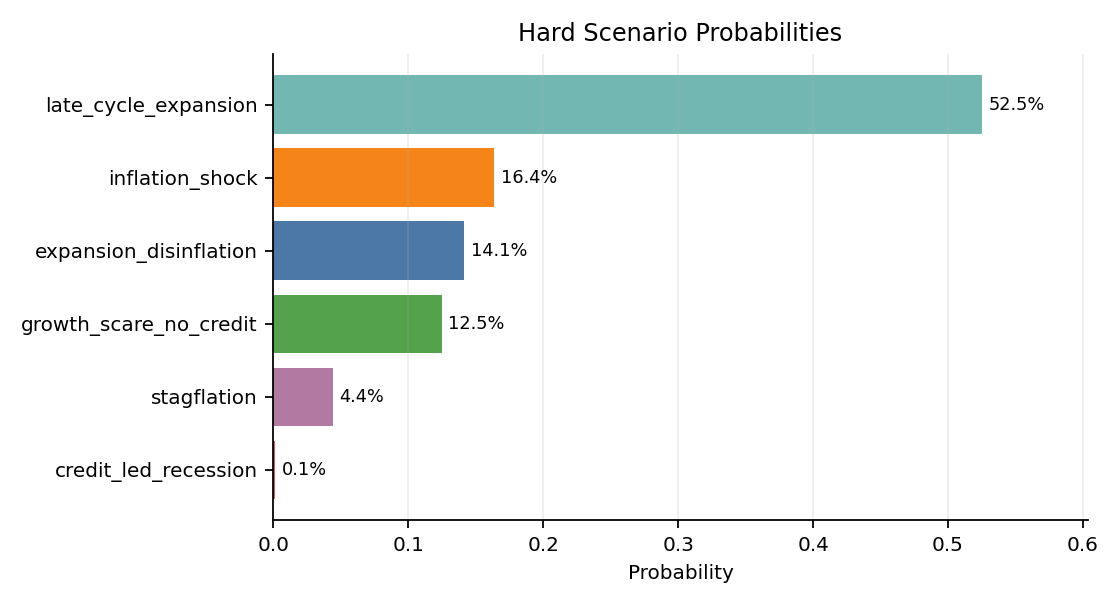 Hard Scenario Probabilities
late_cycle_expansion 52.5%
inflation_shock 16.4%
expansion_disinflation 14.1%
growth_scare_no_credit 12.5%
stagflation 4.4%
credit_led_recession 0.1%
0.0 0.1 0.2 0.3 0.4 0.5 0.6
Probability